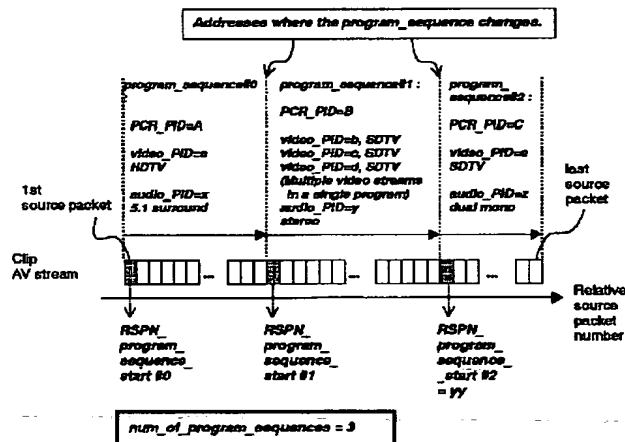 Addresses where the program_sequence changes.
program_sequence#0
PCR_PID=A
video_PID=a
HDTV
audio_PID=x
5.1 surround
program_sequence#1 :
PCR_PID=B
video_PID=b, SDTV
video_PID=c, SDTV
video_PID=d, SDTV
(Multiple video streams
in a single program)
audio_PID=y
stereo
program_
sequence#2 :
PCR_PID=C
video_PID=e
SDTV
audio_PID=z
dual mono
1st
source packet
last
source
packet
Clip
AV stream
...
...
...
Relative
source
packet
number
RSPN_
program_
sequence_
start #0
RSPN_
program_
sequence_
start #1
RSPN_
program_
sequence
_start #2
= yy
num_of_program_sequences = 3